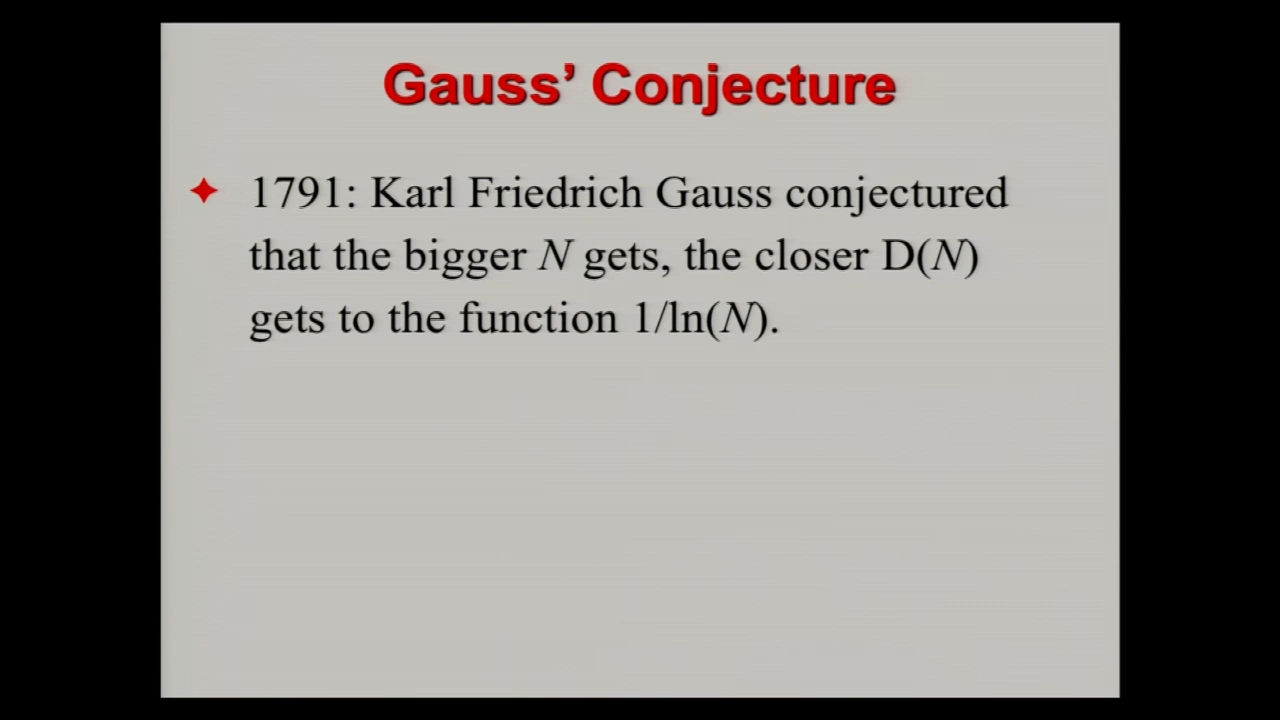 Gauss’ Conjecture
1791: Karl Friedrich Gauss conjectured
that the bigger N gets, the closer D(N)
gets to the function 1/ln(N).